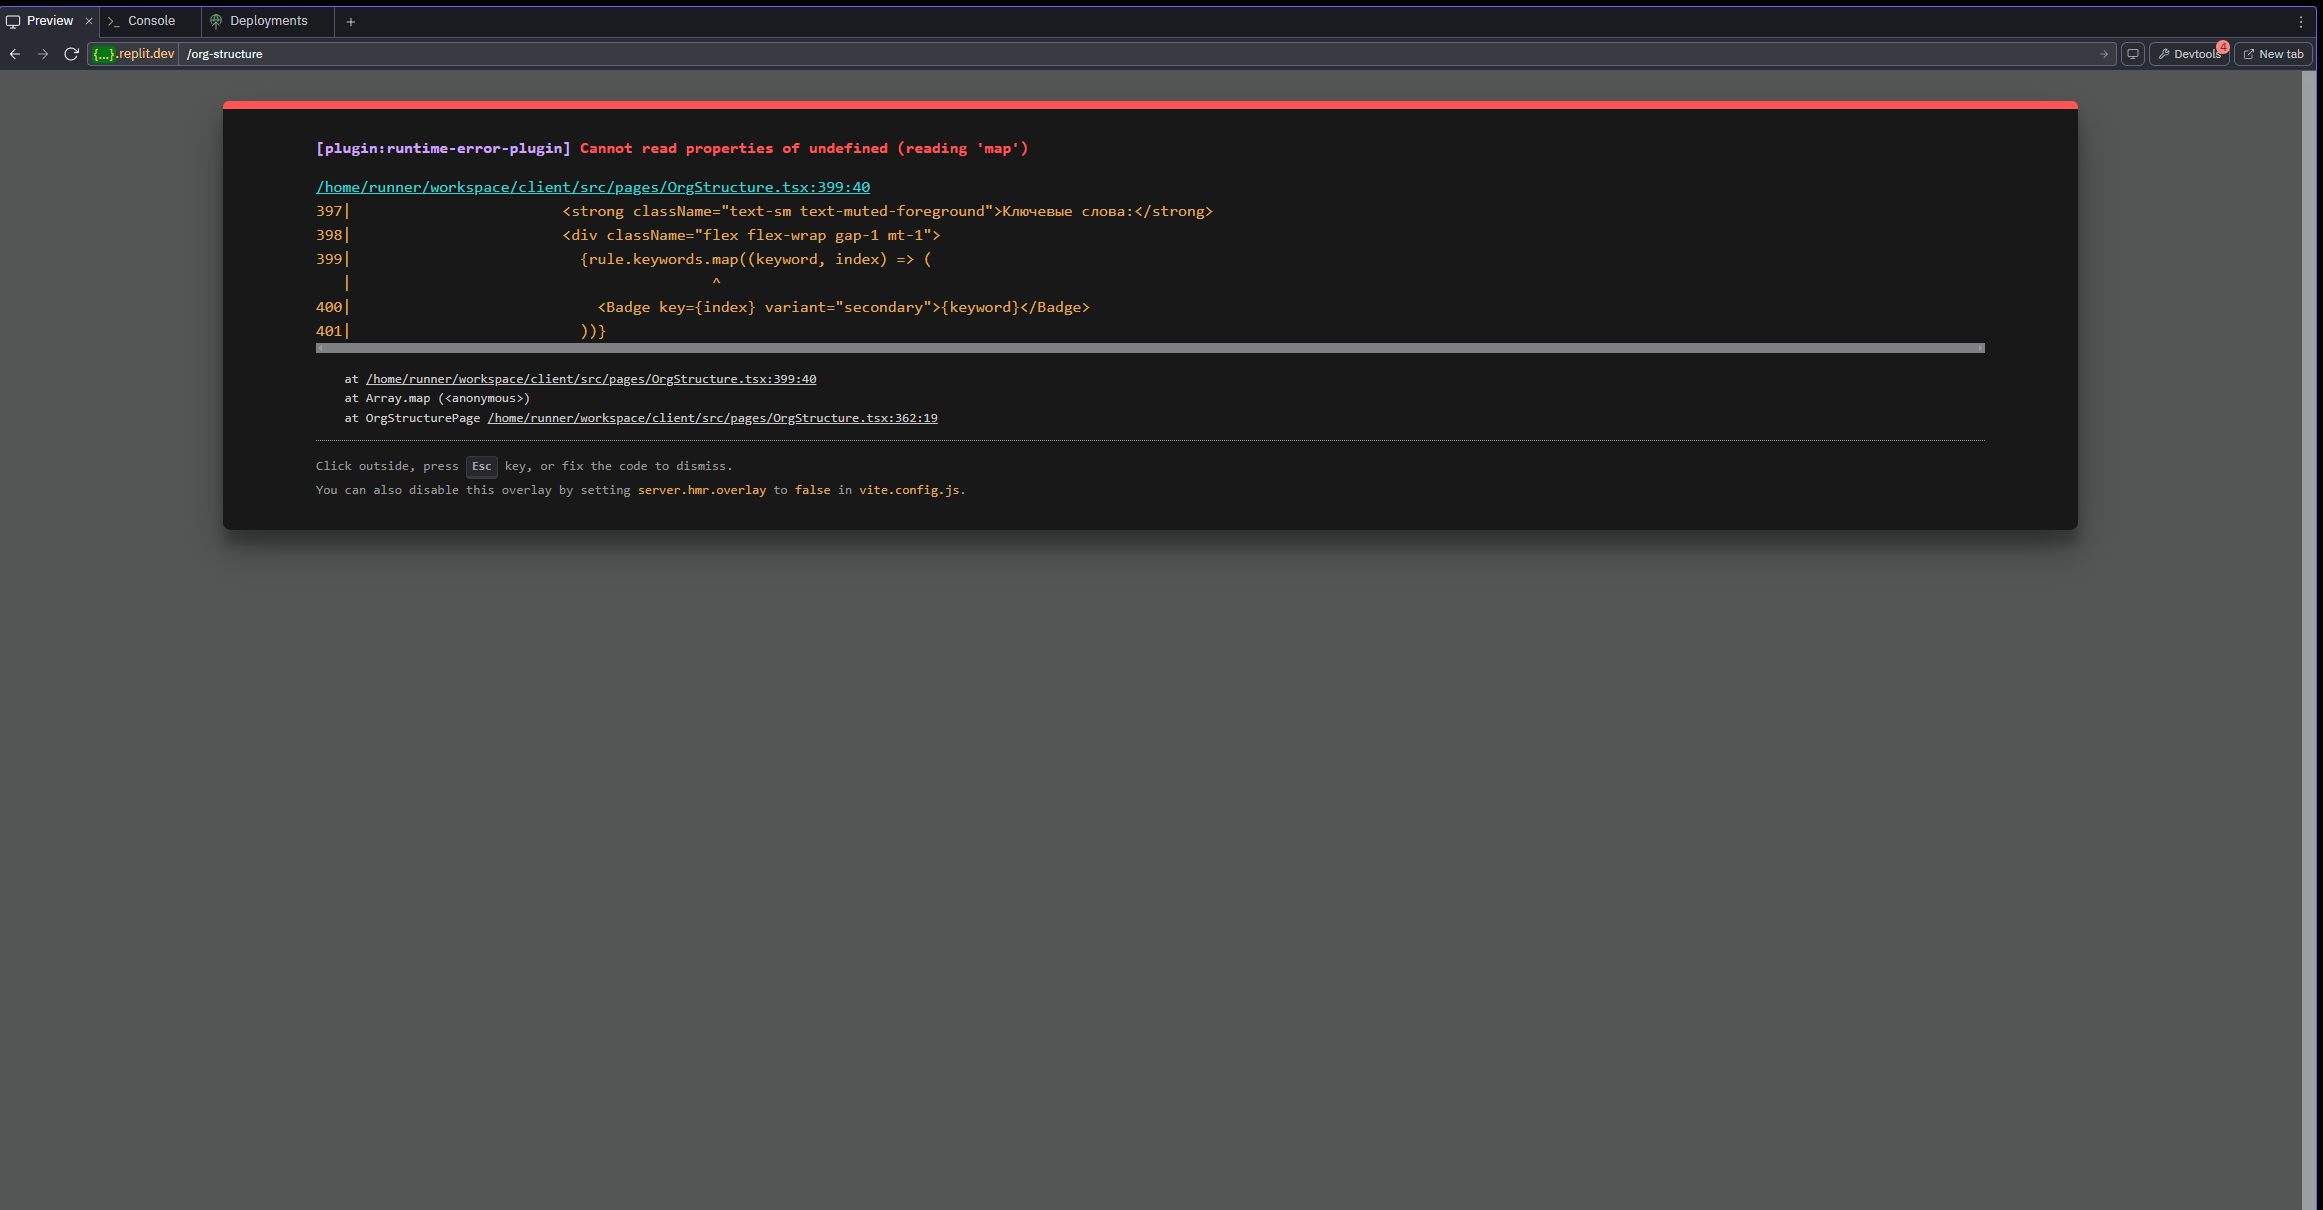 Preview × >_ Console Deployments +
{...}.replit.dev /org-structure Devtools 4 New tab
[plugin:runtime-error-plugin] Cannot read properties of undefined (reading 'map')
/home/runner/workspace/client/src/pages/OrgStructure.tsx:399:40
397| <strong className="text-sm text-muted-foreground">Ключевые слова:</strong>
398| <div className="flex flex-wrap gap-1 mt-1">
399| {rule.keywords.map((keyword, index) => (
| ^
400| <Badge key={index} variant="secondary">{keyword}</Badge>
401| ))}
at /home/runner/workspace/client/src/pages/OrgStructure.tsx:399:40
at Array.map (<anonymous>)
at OrgStructurePage /home/runner/workspace/client/src/pages/OrgStructure.tsx:362:19
Click outside, press Esc key, or fix the code to dismiss.
You can also disable this overlay by setting server.hmr.overlay to false in vite.config.js.